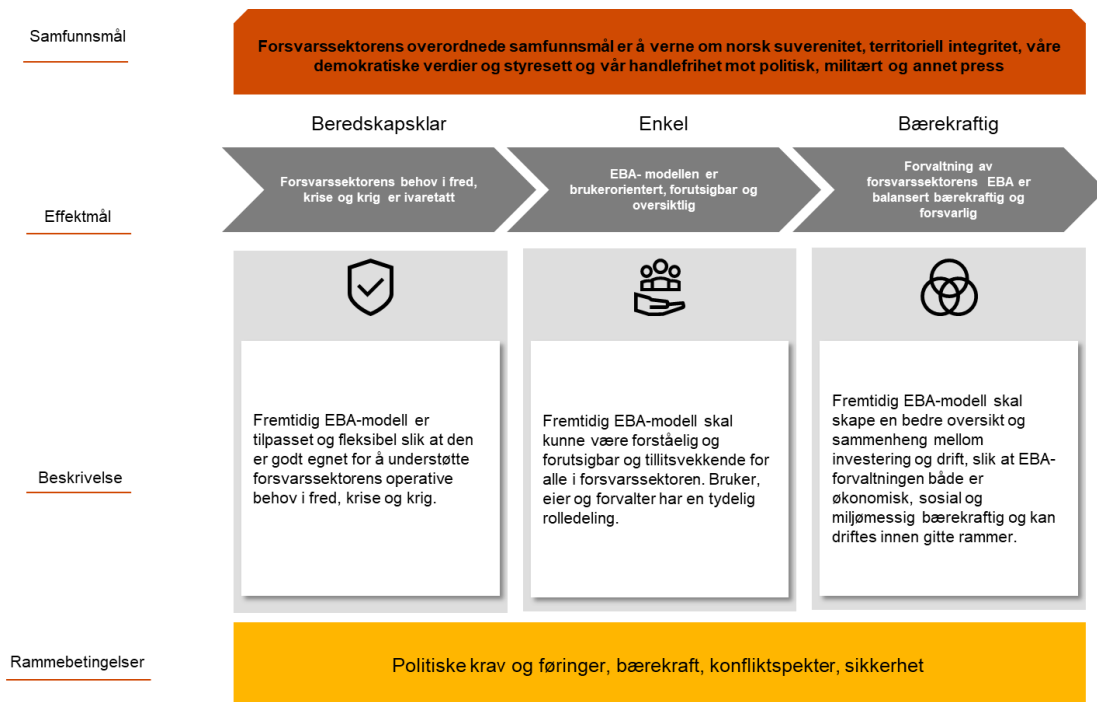 Samfunnsmål
Forsvarssektorens overordnede samfunnsmål er å verne om norsk suverenitet, territoriell integritet, våre
demokratiske verdier og styresett og vår handlefrihet mot politisk, militært og annet press
Beredskapsklar
Enkel
Bærekraftig
Effektmål
Forsvarssektorens behov i fred,
krise og krig er ivaretatt
EBA- modellen er
brukerorientert, forutsigbar og
oversiktlig
Forvaltning av
forsvarssektorens EBA er
balansert bærekraftig og
forsvarlig
Beskrivelse
Fremtidig EBA-modell er
tilpasset og fleksibel slik at den
er godt egnet for å understøtte
forsvarssektorens operative
behov i fred, krise og krig.
Fremtidig EBA-modell skal
kunne være forståelig og
forutsigbar og tillitsvekkende for
alle i forsvarssektoren. Bruker,
eier og forvalter har en tydelig
rolledeling.
Fremtidig EBA-modell skal
skape en bedre oversikt og
sammenheng mellom
investering og drift, slik at EBA-
forvaltningen både er
økonomisk, sosial og
miljømessig bærekraftig og kan
driftes innen gitte rammer.
Rammebetingelser
Politiske krav og føringer, bærekraft, konfliktspekter, sikkerhet